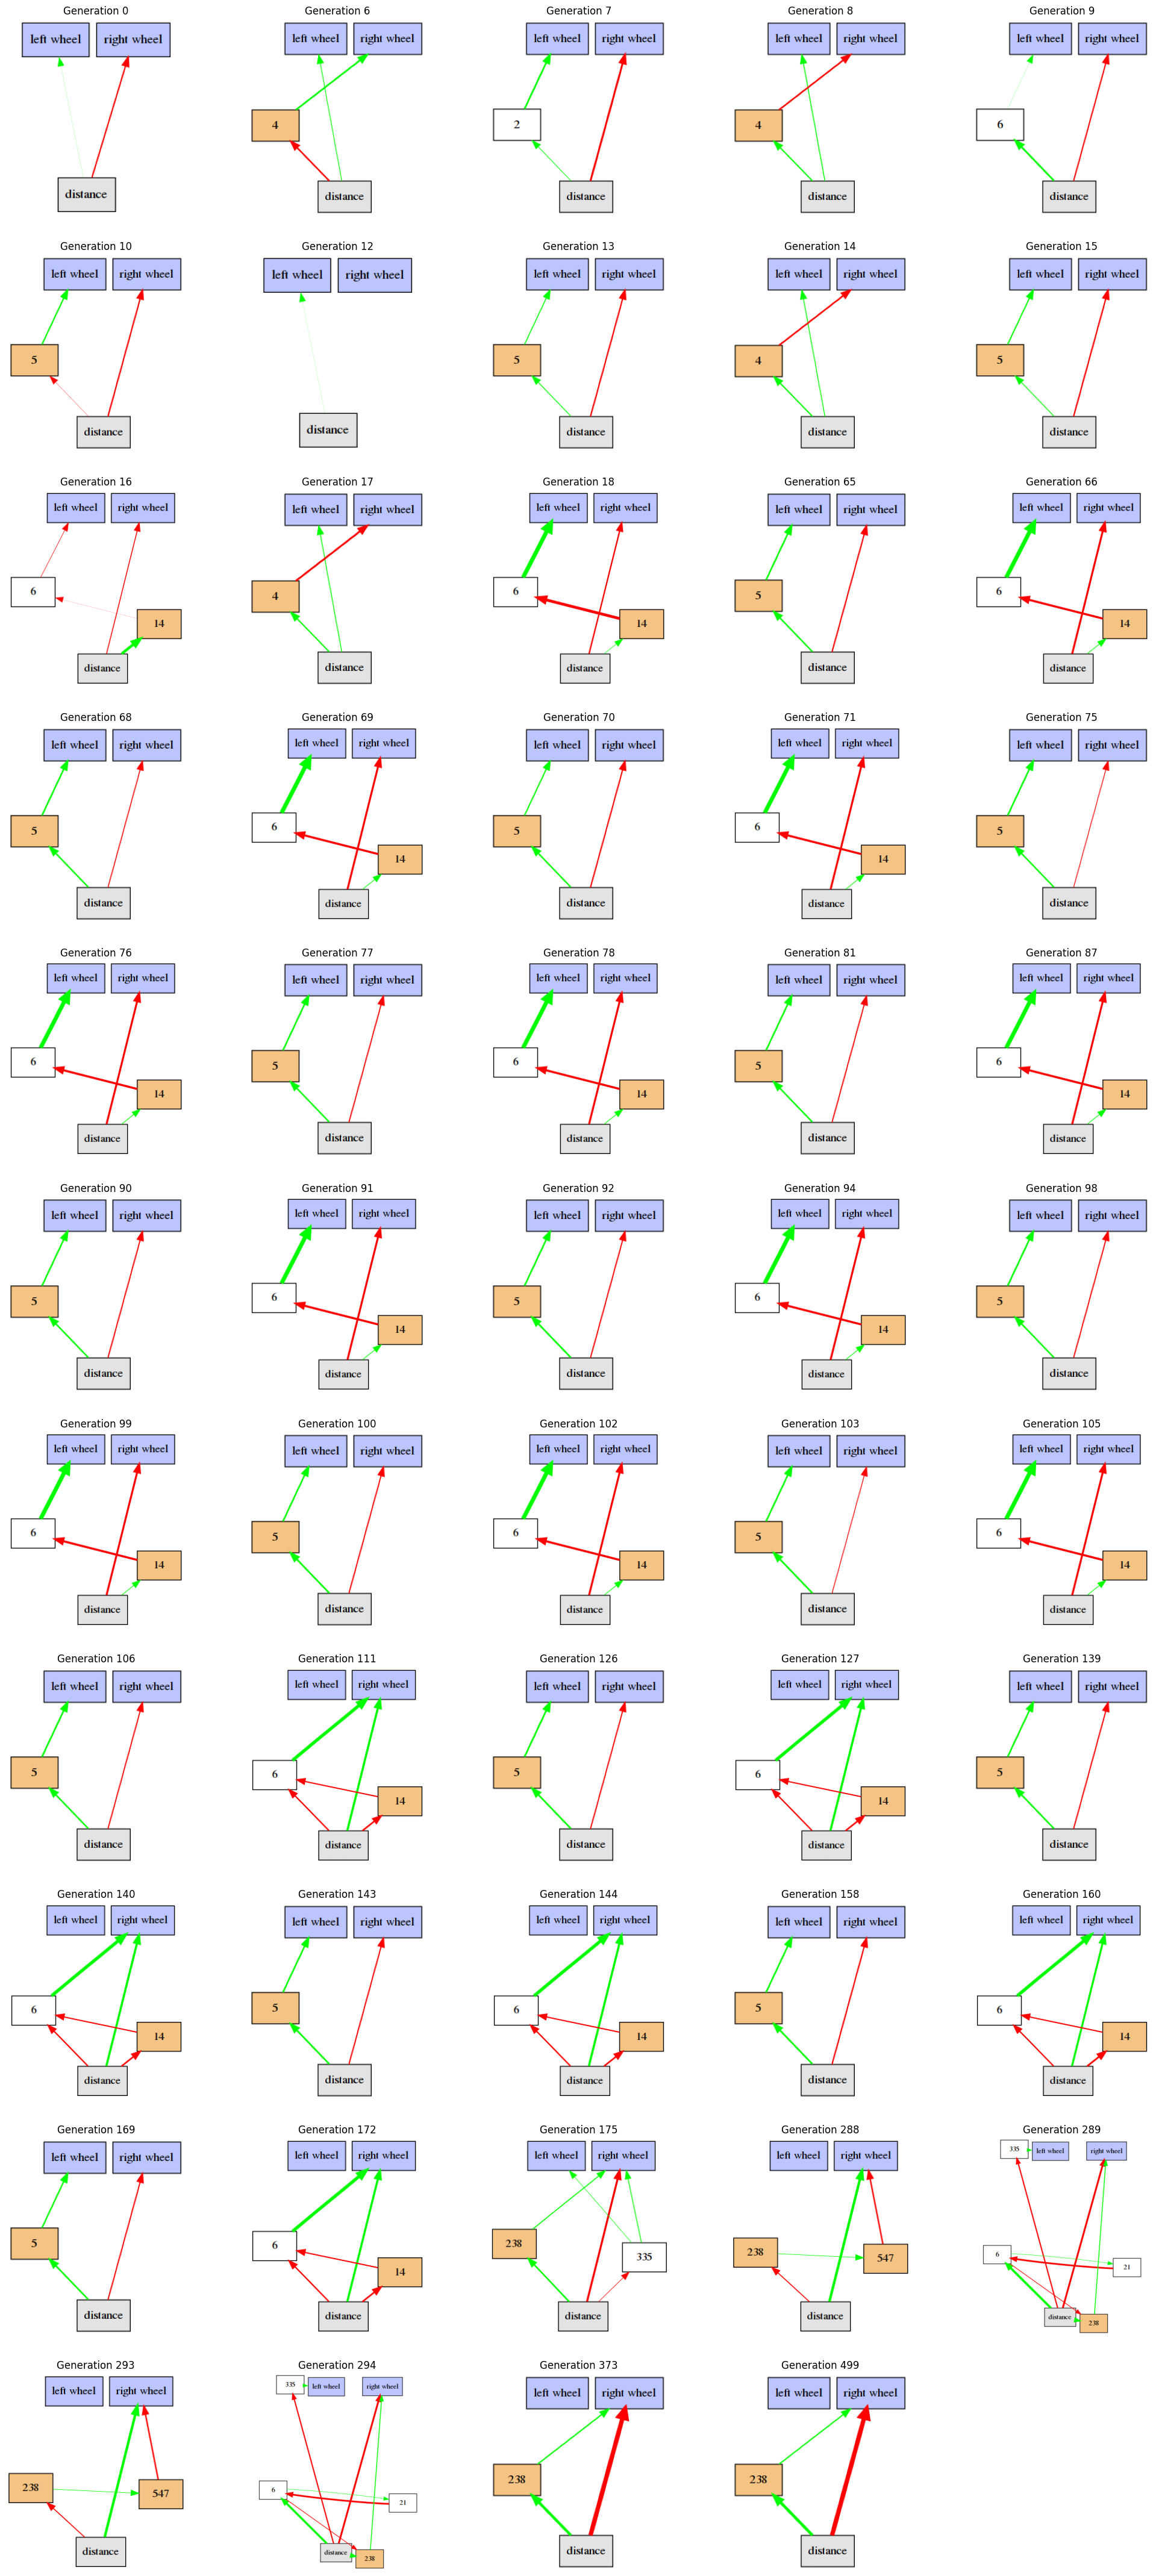 Generation 0
left wheel right wheel
distance
Generation 6
left wheel right wheel
4
distance
Generation 7
left wheel right wheel
2
distance
Generation 8
left wheel right wheel
4
distance
Generation 9
left wheel right wheel
6
distance
Generation 10
left wheel right wheel
5
distance
Generation 12
left wheel right wheel
distance
Generation 13
left wheel right wheel
5
distance
Generation 14
left wheel right wheel
4
distance
Generation 15
left wheel right wheel
5
distance
Generation 16
left wheel right wheel
6
14
distance
Generation 17
left wheel right wheel
4
distance
Generation 18
left wheel right wheel
6
14
distance
Generation 65
left wheel right wheel
5
distance
Generation 66
left wheel right wheel
6
14
distance
Generation 68
left wheel right wheel
5
distance
Generation 69
left wheel right wheel
6
14
distance
Generation 70
left wheel right wheel
5
distance
Generation 71
left wheel right wheel
6
14
distance
Generation 75
left wheel right wheel
5
distance
Generation 76
left wheel right wheel
6
14
distance
Generation 77
left wheel right wheel
5
distance
Generation 78
left wheel right wheel
6
14
distance
Generation 81
left wheel right wheel
5
distance
Generation 87
left wheel right wheel
6
14
distance
Generation 90
left wheel right wheel
5
distance
Generation 91
left wheel right wheel
6
14
distance
Generation 92
left wheel right wheel
5
distance
Generation 94
left wheel right wheel
6
14
distance
Generation 98
left wheel right wheel
5
distance
Generation 99
left wheel right wheel
6
14
distance
Generation 100
left wheel right wheel
5
distance
Generation 102
left wheel right wheel
6
14
distance
Generation 103
left wheel right wheel
5
distance
Generation 105
left wheel right wheel
6
14
distance
Generation 106
left wheel right wheel
5
distance
Generation 111
left wheel right wheel
6
14
distance
Generation 126
left wheel right wheel
5
distance
Generation 127
left wheel right wheel
6
14
distance
Generation 139
left wheel right wheel
5
distance
Generation 140
left wheel right wheel
6
14
distance
Generation 143
left wheel right wheel
5
distance
Generation 144
left wheel right wheel
6
14
distance
Generation 158
left wheel right wheel
5
distance
Generation 160
left wheel right wheel
6
14
distance
Generation 169
left wheel right wheel
5
distance
Generation 172
left wheel right wheel
6
14
distance
Generation 175
left wheel right wheel
238
335
distance
Generation 288
left wheel right wheel
238
547
distance
Generation 289
335 left wheel right wheel
6
21
distance
238
Generation 293
left wheel right wheel
238
547
distance
Generation 294
335 left wheel right wheel
6
21
distance
238
Generation 373
left wheel right wheel
238
distance
Generation 499
left wheel right wheel
238
distance